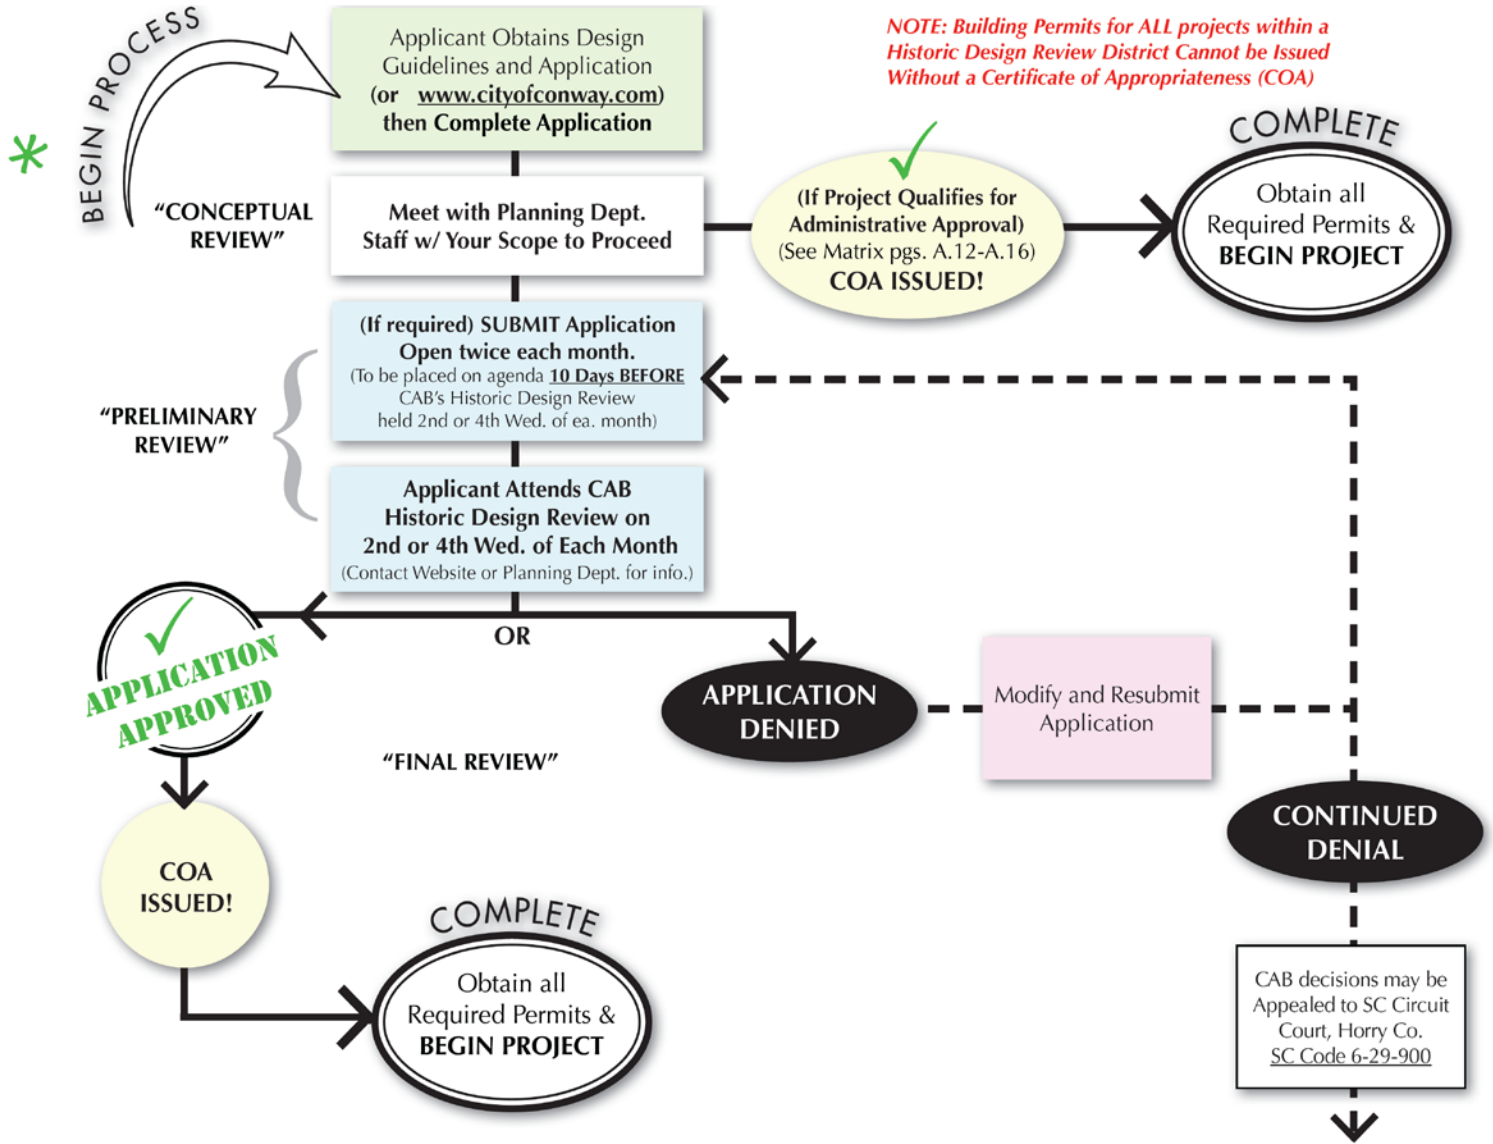 BEGIN PROCESS
Applicant Obtains Design
Guidelines and Application
(or www.cityofconway.com)
then Complete Application
NOTE: Building Permits for ALL projects within a
Historic Design Review District Cannot be Issued
Without a Certificate of Appropriateness (COA)
*
"CONCEPTUAL
REVIEW"
Meet with Planning Dept.
Staff w/ Your Scope to Proceed
(If Project Qualifies for
Administrative Approval)
(See Matrix pgs. A.12-A.16)
COA ISSUED!
COMPLETE
Obtain all
Required Permits &
BEGIN PROJECT
"PRELIMINARY
REVIEW"
(If required) SUBMIT Application
Open twice each month.
(To be placed on agenda 10 Days BEFORE
CAB's Historic Design Review
held 2nd or 4th Wed. of ea. month)
Applicant Attends CAB
Historic Design Review on
2nd or 4th Wed. of Each Month
(Contact Website or Planning Dept. for info.)
OR
APPLICATION
APPROVED
APPLICATION
DENIED
Modify and Resubmit
Application
"FINAL REVIEW"
CONTINUED
DENIAL
COA
ISSUED!
COMPLETE
Obtain all
Required Permits &
BEGIN PROJECT
CAB decisions may be
Appealed to SC Circuit
Court, Horry Co.
SC Code 6-29-900